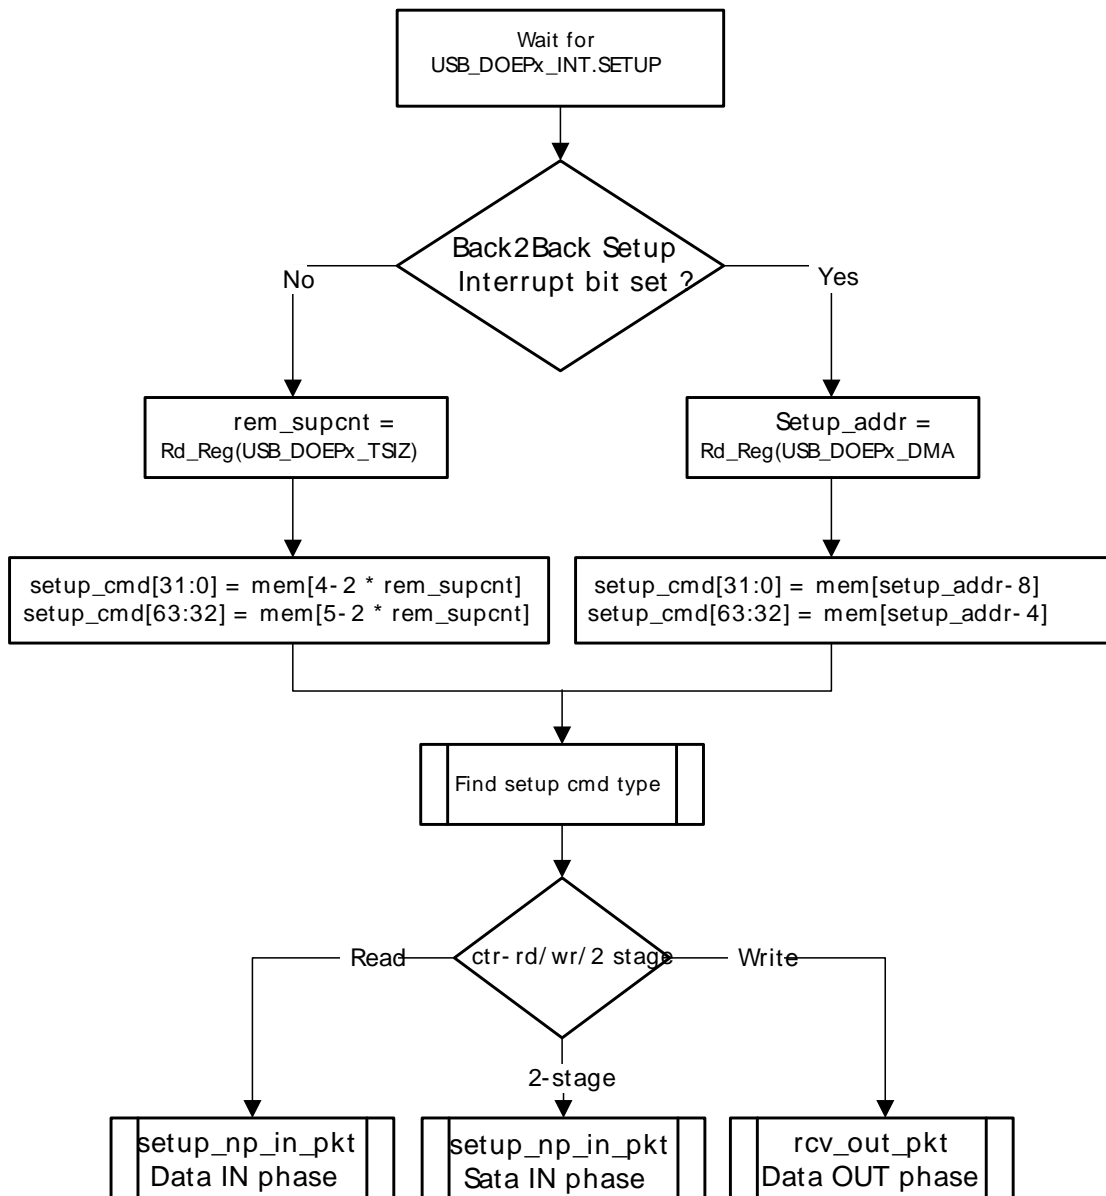 Wait for
USB_DOEPx_INT.SETUP
Back2Back Setup
Interrupt bit set ?
No
Yes
rem_supcnt =
Rd_Reg(USB_DOEPx_TSIZ)
Setup_addr =
Rd_Reg(USB_DOEPx_DMA
setup_cmd[31:0] = mem[4-2 * rem_supcnt]
setup_cmd[63:32] = mem[5-2 * rem_supcnt]
setup_cmd[31:0] = mem[setup_addr-8]
setup_cmd[63:32] = mem[setup_addr-4]
Find setup cmd type
ctr-rd/wr/2 stage
Read
Write
2-stage
setup_np_in_pkt
Data IN phase
setup_np_in_pkt
Sata IN phase
rcv_out_pkt
Data OUT phase